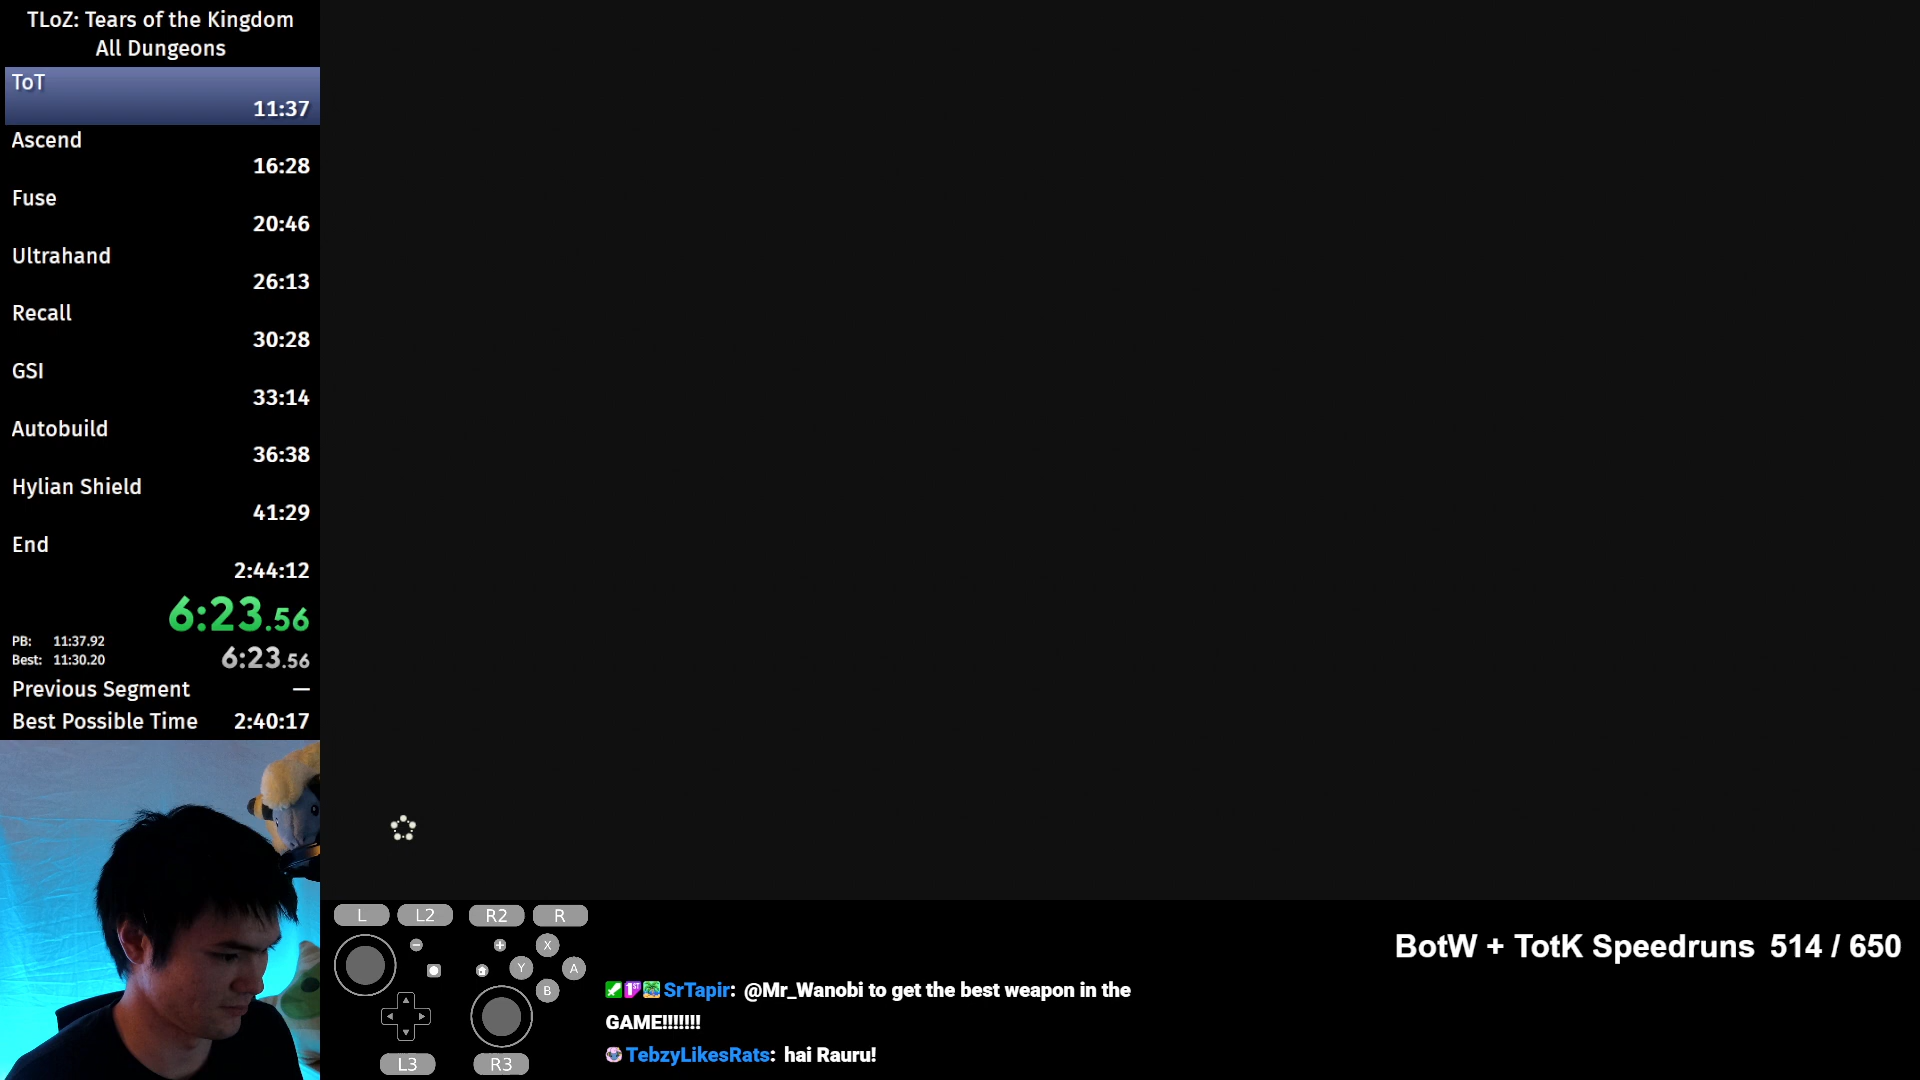 TLoZ: Tears of the Kingdom
All Dungeons
ToT
11:37
Ascend
16:28
Fuse
20:46
Ultrahand
26:13
Recall
30:28
GSI
33:14
Autobuild
36:38
Hylian Shield
41:29
End
2:44:12
6:23.56
PB: 11:37.92
Best: 11:30.20
6:23.56
Previous Segment —
Best Possible Time 2:40:17
L L2 R2 R
X
Y A
B
L3 R3
1ST SrTapir: @Mr_Wanobi to get the best weapon in the
GAME!!!!!!!
TebzyLikesRats: hai Rauru!
BotW + TotK Speedruns 514 / 650